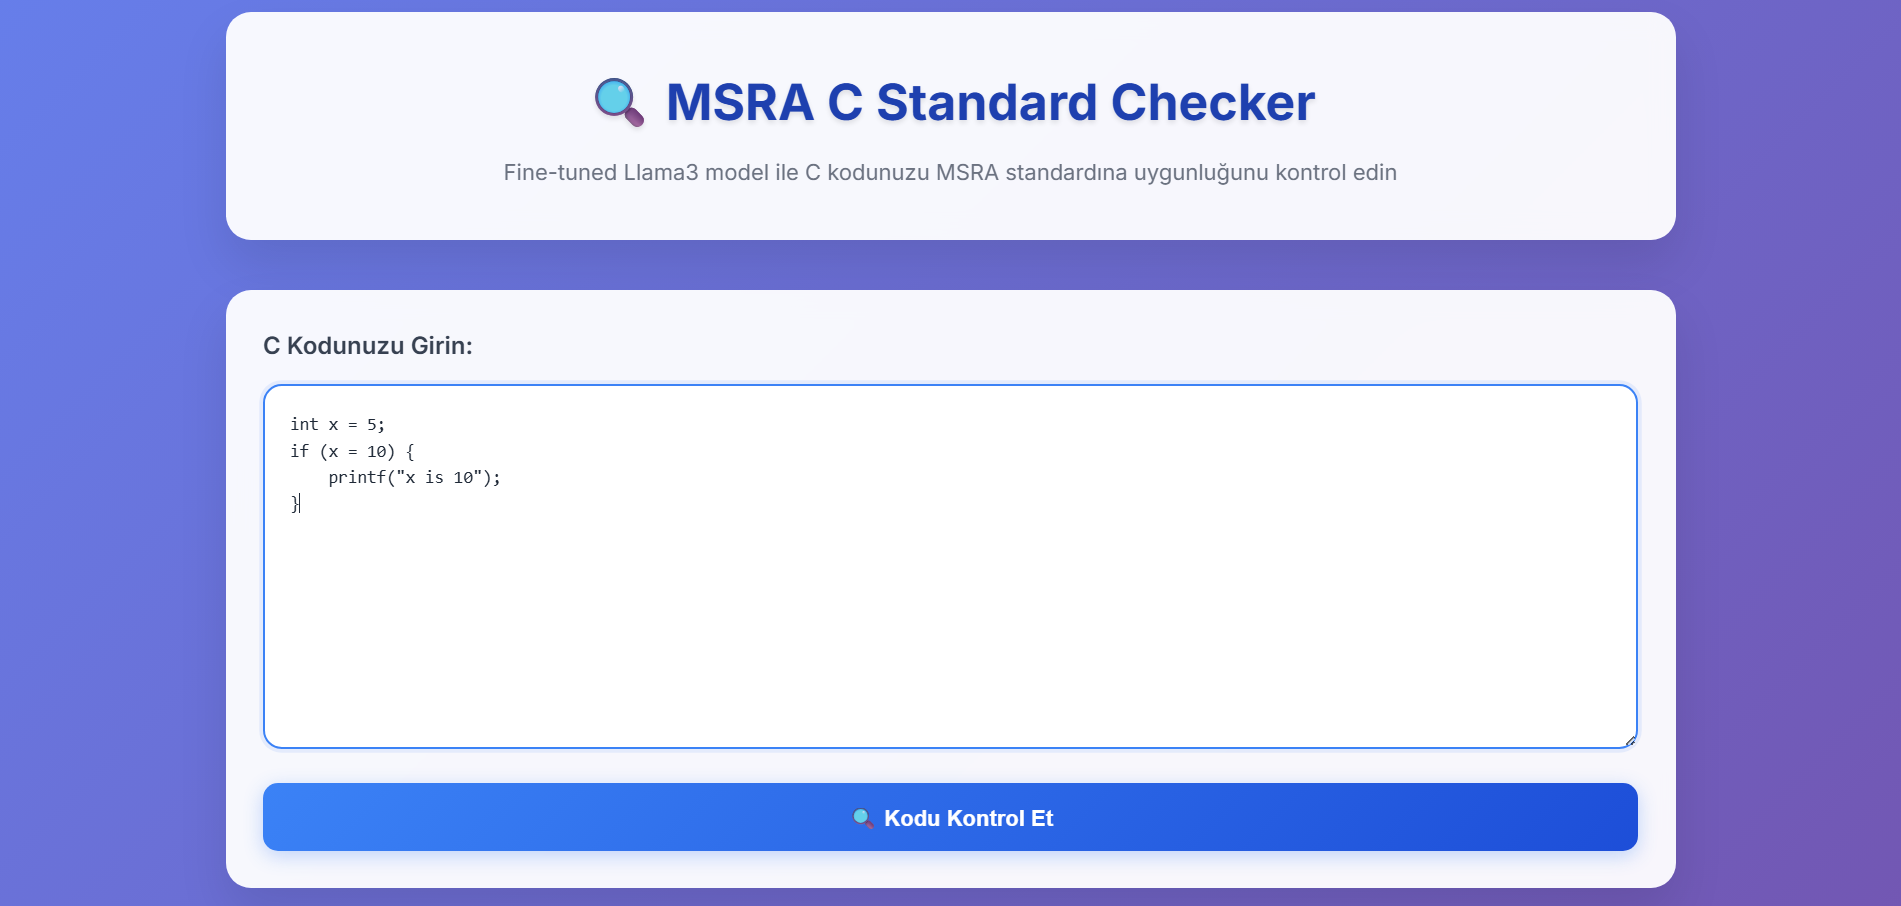 MSRA C Standard Checker
Fine-tuned Llama3 model ile C kodunuzu MSRA standardına uygunluğunu kontrol edin
C Kodunuzu Girin:
int x = 5;
if (x = 10) {
    printf("x is 10");
}
Kodu Kontrol Et